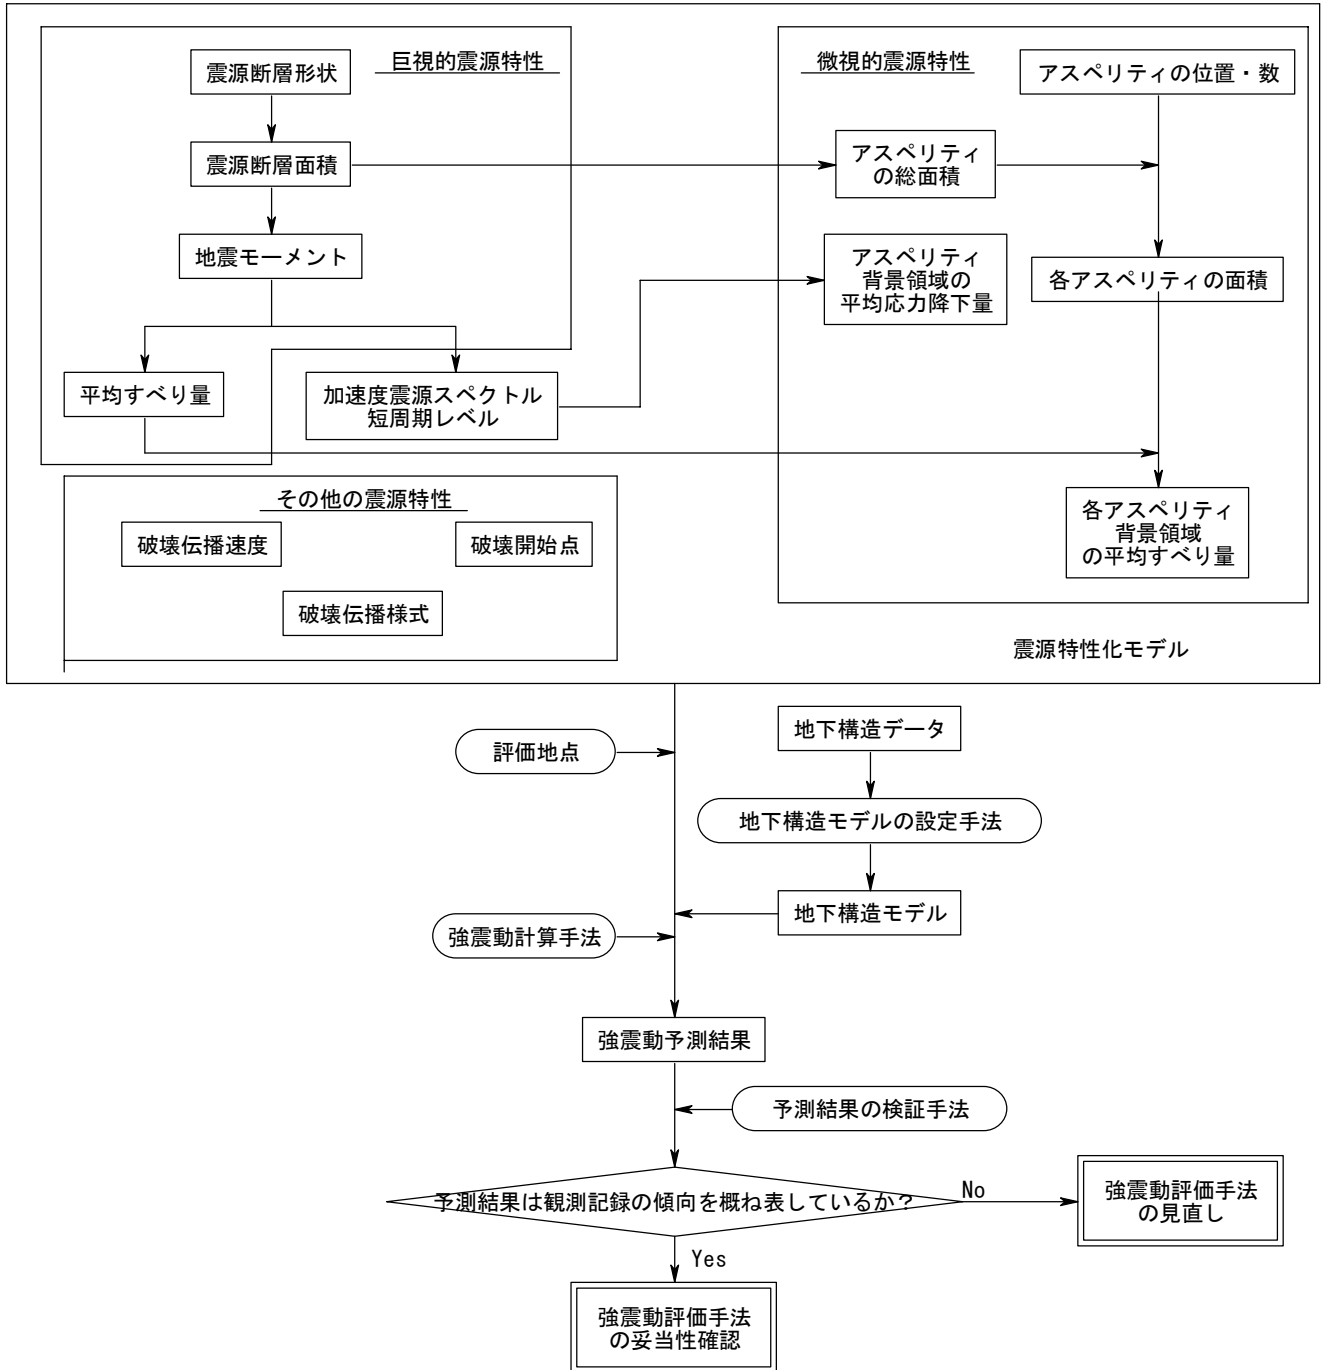 巨視的震源特性
震源断層形状
震源断層面積
地震モーメント
平均すべり量
加速度震源スペクトル
短周期レベル
微視的震源特性
アスペリティの位置・数
アスペリティ
の総面積
アスペリティ
背景領域の
平均応力降下量
各アスペリティの面積
各アスペリティ
背景領域
の平均すべり量
その他の震源特性
破壊伝播速度
破壊開始点
破壊伝播様式
震源特性化モデル
評価地点
地下構造データ
地下構造モデルの設定手法
地下構造モデル
強震動計算手法
強震動予測結果
予測結果の検証手法
予測結果は観測記録の傾向を概ね表しているか?
No
強震動評価手法
の見直し
Yes
強震動評価手法
の妥当性確認